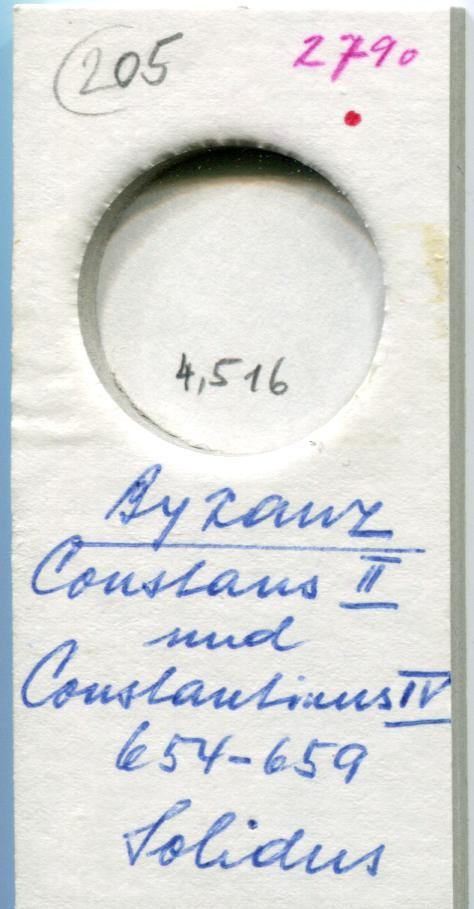 205
2790
4,516
Byzanz
Constans II
und
Constantinus IV
654-659
Solidus